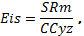 Eis = SRm / CCyz ,